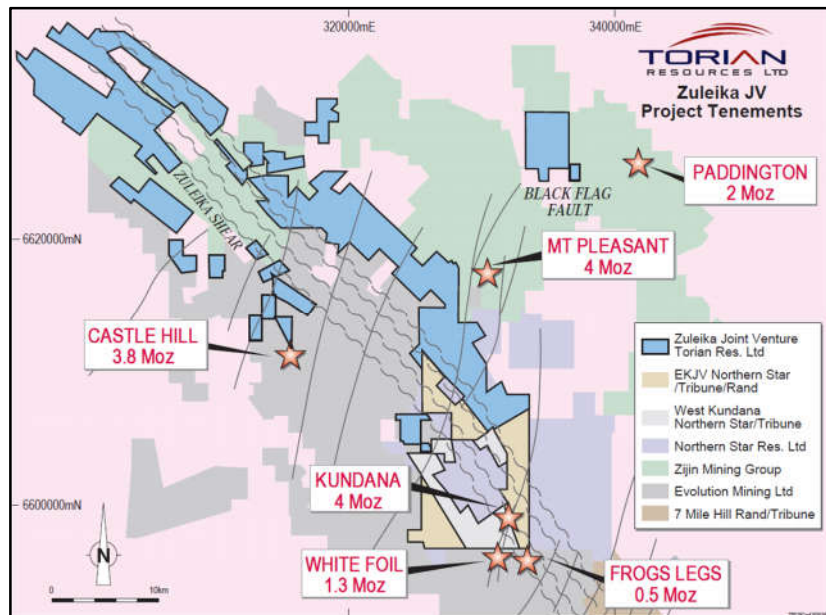 320000mE
340000mE
TORIAN
RESOURCES LTD
Zuleika JV
Project Tenements
PADDINGTON
2 Moz
BLACK FLAG
FAULT
ZULEIKA SHEAR
6620000mN
MT PLEASANT
4 Moz
CASTLE HILL
3.8 Moz
Zuleika Joint Venture
Torian Res. Ltd
EKJV Northern Star
/Tribune/Rand
West Kundana
Northern Star/Tribune
Northern Star Res. Ltd
Zijin Mining Group
Evolution Mining Ltd
7 Mile Hill Rand/Tribune
KUNDANA
4 Moz
6600000mN
WHITE FOIL
1.3 Moz
FROGS LEGS
0.5 Moz
N
0
10km